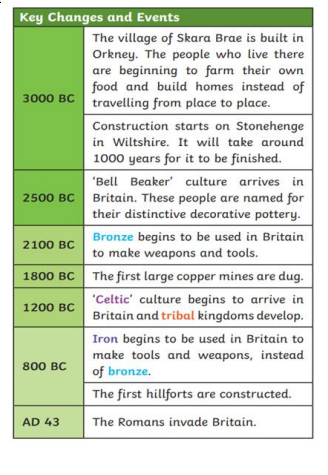 Key Changes and Events
3000 BC
The village of Skara Brae is built in
Orkney. The people who live there
are beginning to farm their own
food and build homes instead of
travelling from place to place.
Construction starts on Stonehenge
in Wiltshire. It will take around
1000 years for it to be finished.
2500 BC
'Bell Beaker' culture arrives in
Britain. These people are named for
their distinctive decorative pottery.
2100 BC
Bronze begins to be used in Britain
to make weapons and tools.
1800 BC
The first large copper mines are dug.
1200 BC
'Celtic' culture begins to arrive in
Britain and tribal kingdoms develop.
800 BC
Iron begins to be used in Britain to
make tools and weapons, instead
of bronze.
The first hillforts are constructed.
AD 43
The Romans invade Britain.